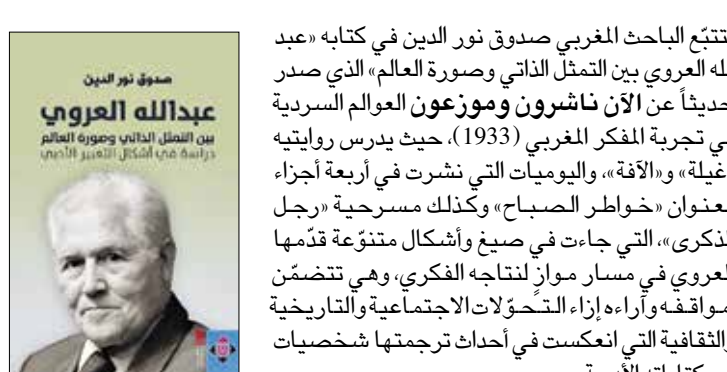 تتبّع الباحث المغربي صدوق نور الدين في كتابه «عبد
لله العروي بين التمثل الذاتي وصورة العالم» الذي صدر
حديثاً عن الآن ناشرون وموزعون العوالم السردية
في تجربة المفكر المغربي (1933)، حيث يدرس روايتيه
غيلة» و«الآفة»، واليوميات التي نشرت في أربعة أجزاء
بعنوان «خواطر الصباح» وكذلك مسرحية «رجل
لذكرى»، التي جاءت في صيغ وأشكال متنوّعة قدّمها
لعروي في مسار موازٍ لنتاجه الفكري، وهي تتضمّن
مواقفه وآراءه إزاء التحوّلات الاجتماعية والتاريخية
والثقافية التي انعكست في أحداث ترجمتها شخصيات
صدوق نور الدين
عبدالله العروي
بين التمثل الذاتي وصورة العالم
دراسة في أشكال التعبير الأدبي